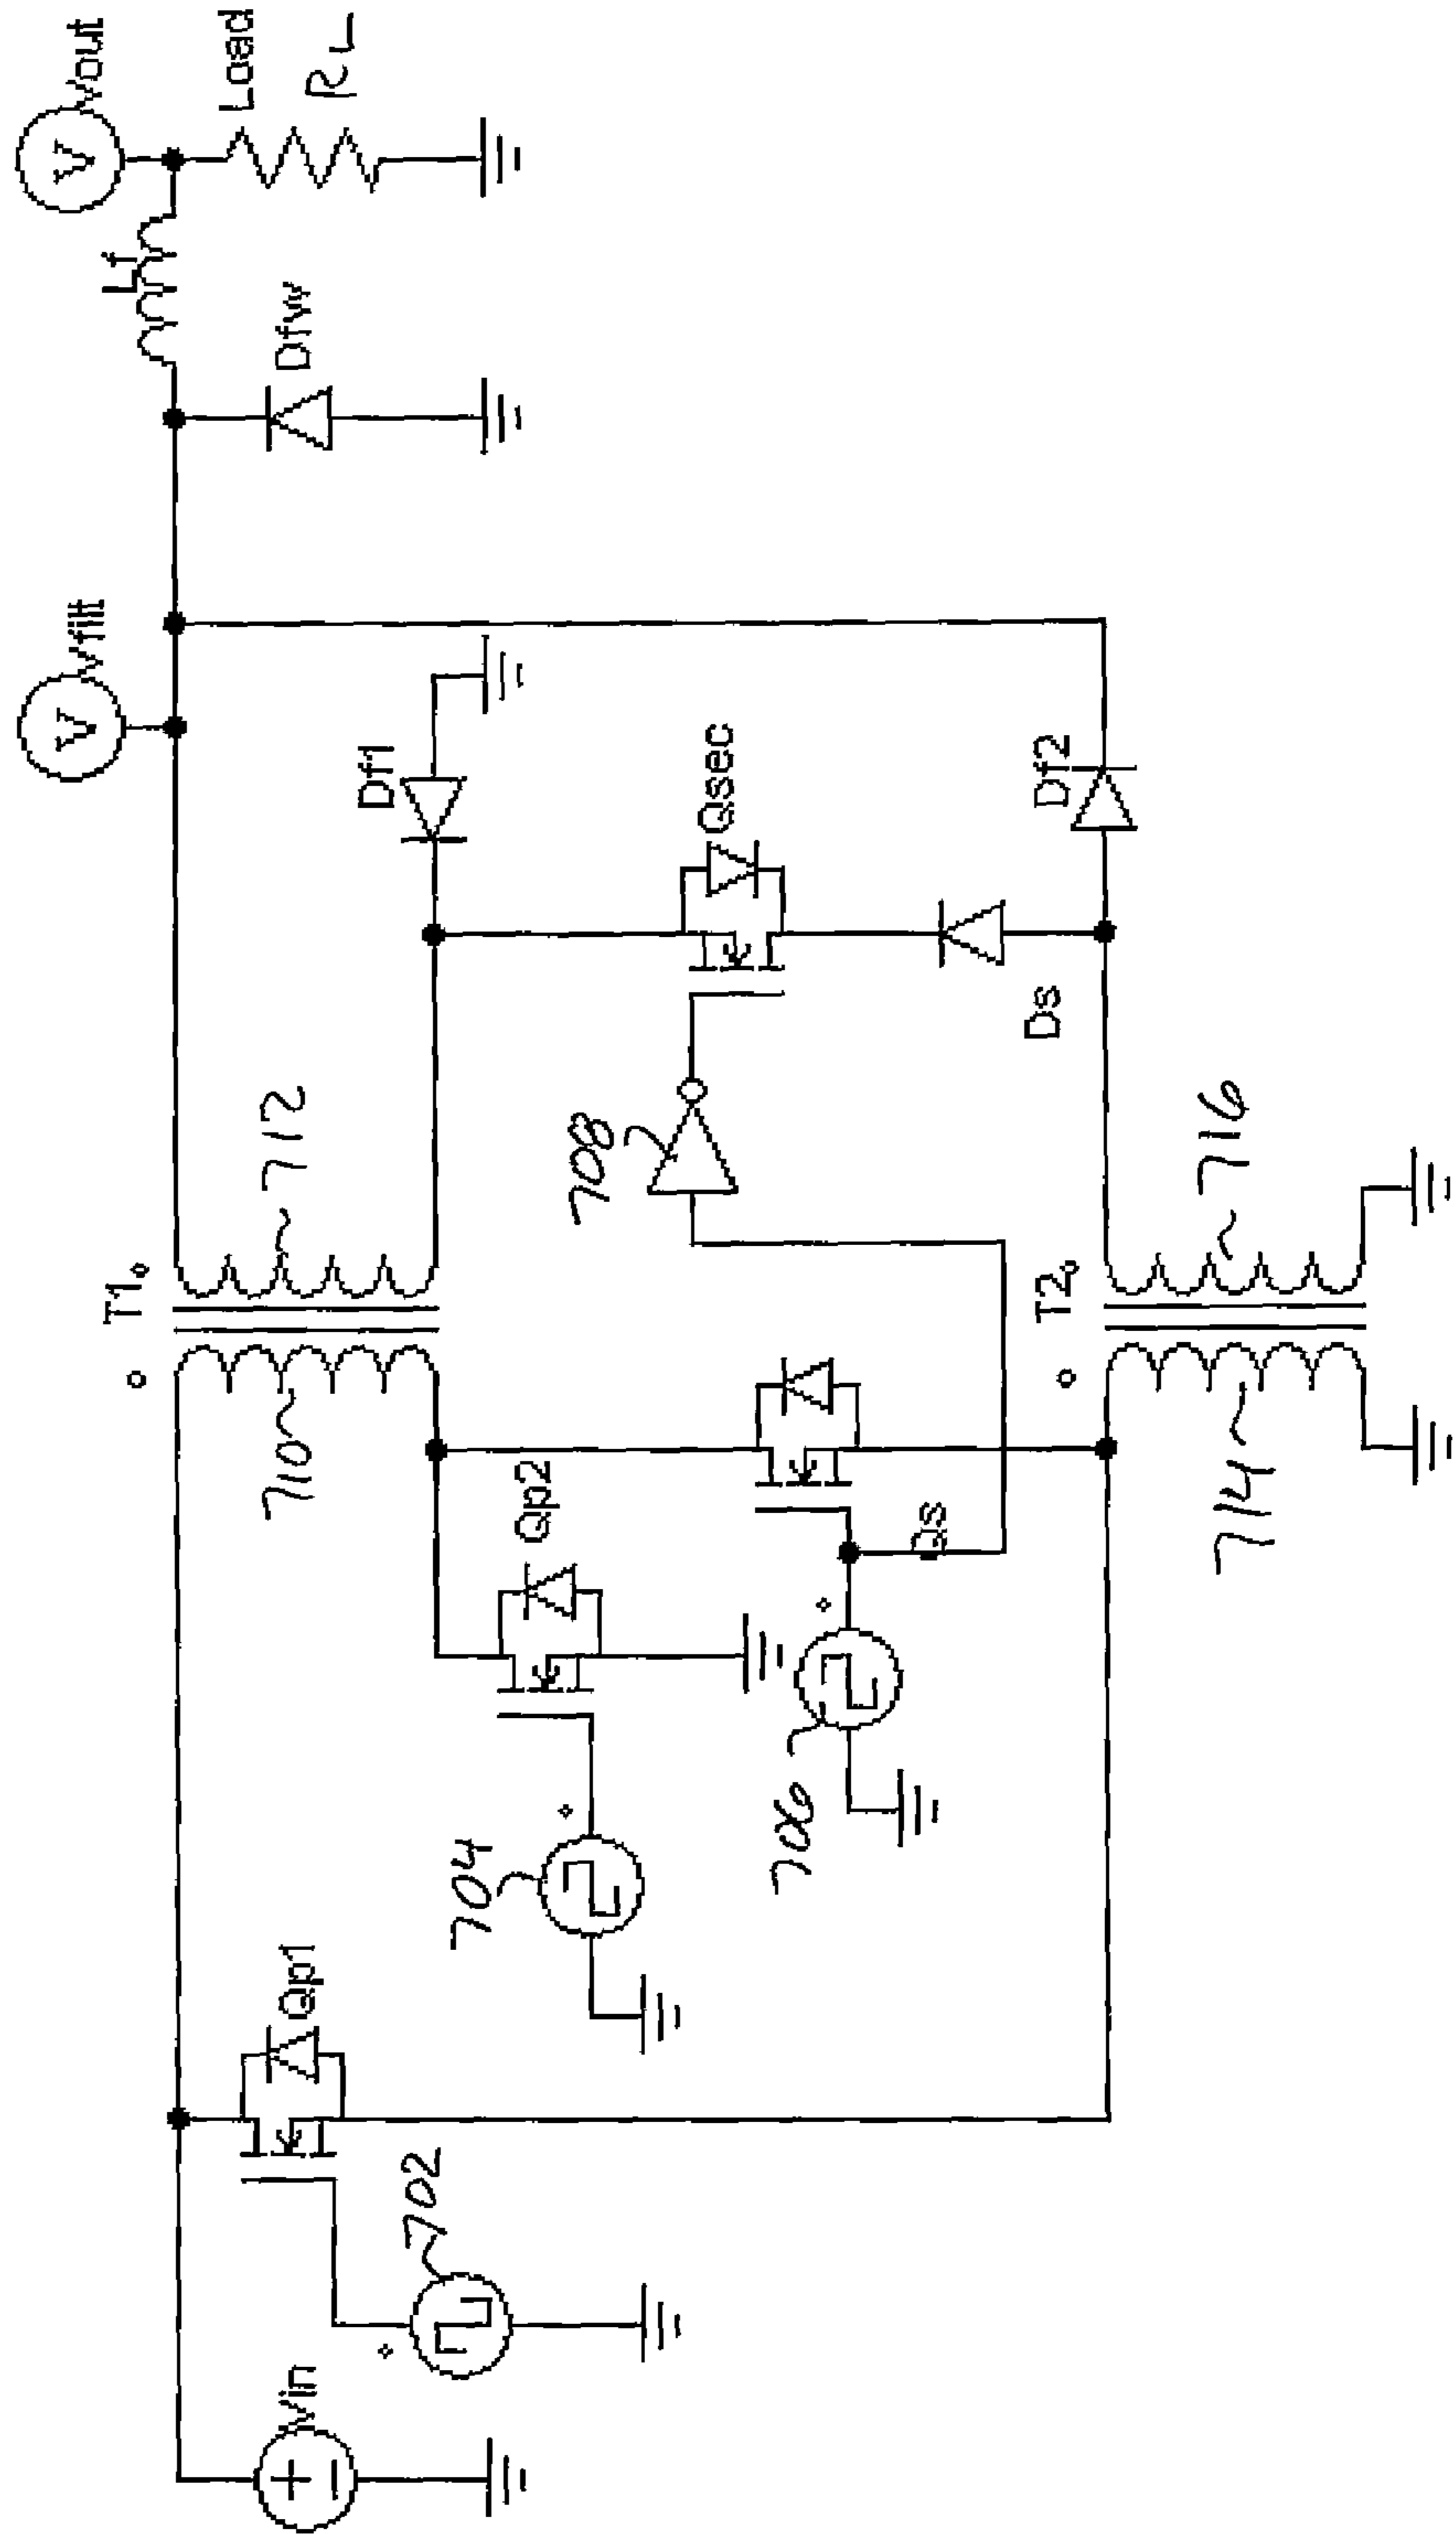 Vin
702
Qp1
704
Qp2
706
Qs
710
T1
712
708
714
T2
716
Ds
Qsec
Df1
Df2
Vfilt
V
Dfw
Lf
Vout
V
Load
RL